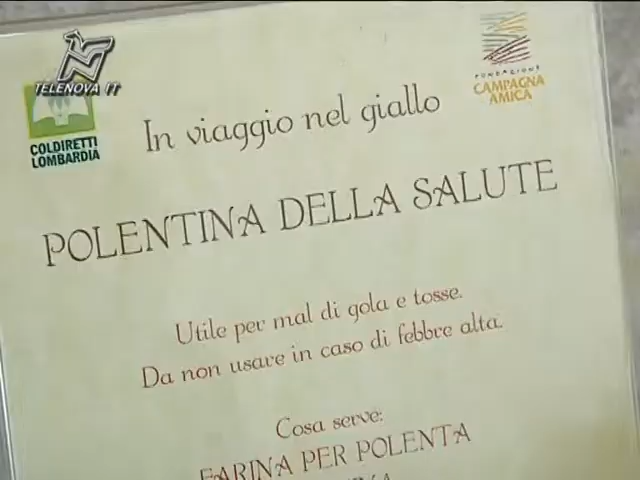 TELENOVA IT
COLDIRETTI
LOMBARDIA
FONDAZIONE
CAMPAGNA
AMICA
In viaggio nel giallo
POLENTINA DELLA SALUTE
Utile per mal di gola e tosse.
Da non usare in caso di febbre alta.
Cosa serve:
FARINA PER POLENTA